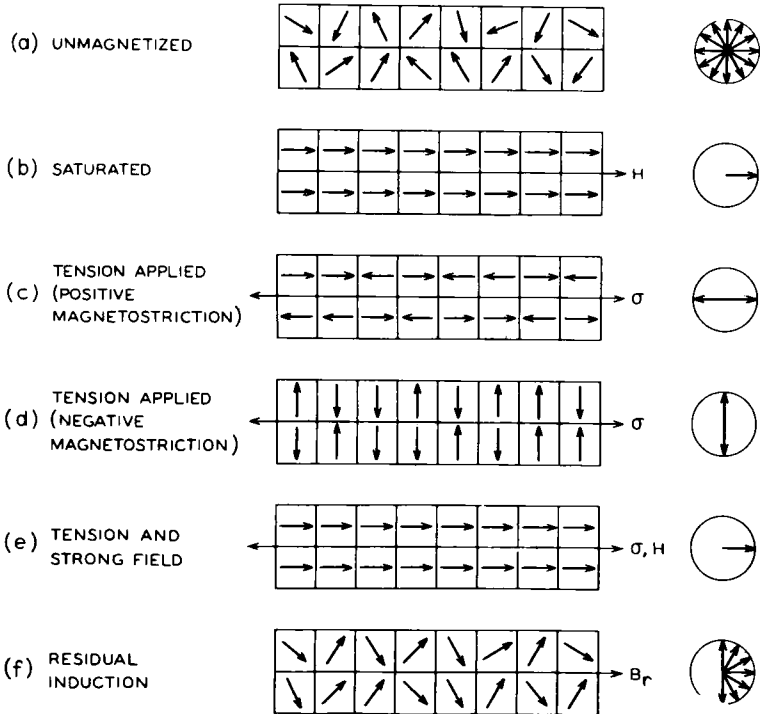 (a) UNMAGNETIZED
(b) SATURATED
H
TENSION APPLIED
(c) (POSITIVE
MAGNETOSTRICTION)
σ
TENSION APPLIED
(d) (NEGATIVE
MAGNETOSTRICTION)
σ
(e) TENSION AND
STRONG FIELD
σ, H
(f) RESIDUAL
INDUCTION
Br